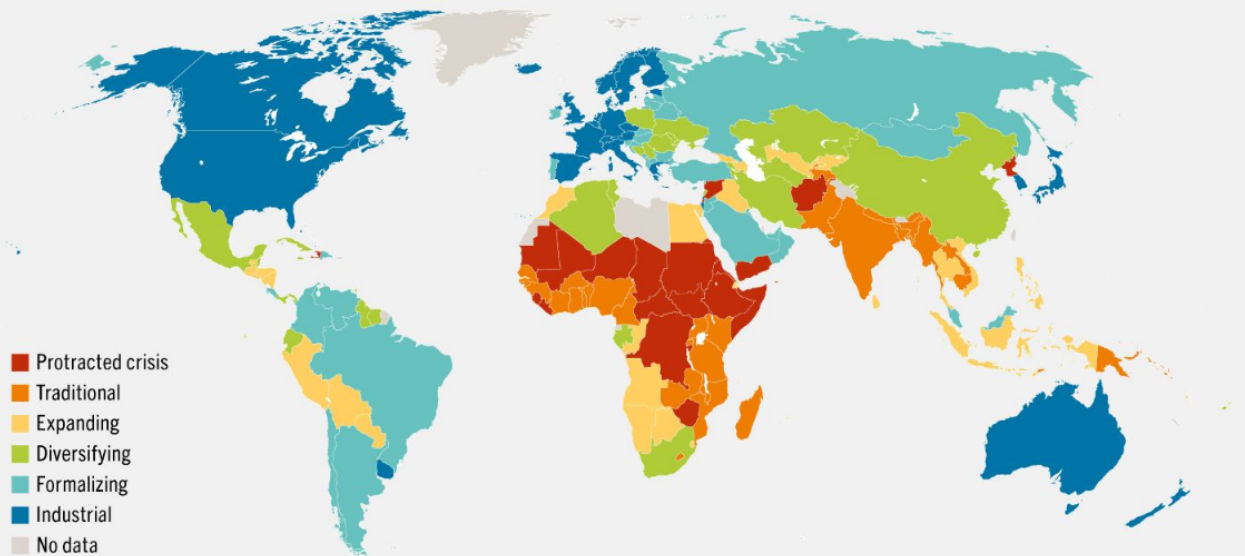 Protracted crisis
Traditional
Expanding
Diversifying
Formalizing
Industrial
No data